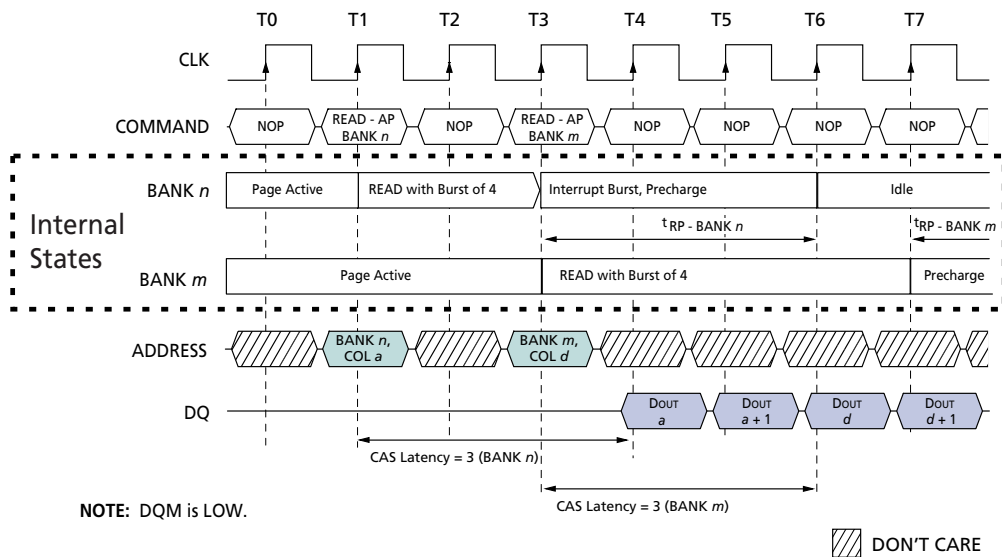 T0 T1 T2 T3 T4 T5 T6 T7
CLK
COMMAND NOP READ - AP BANK n NOP READ - AP BANK m NOP NOP NOP NOP
Internal States
BANK n Page Active READ with Burst of 4 Interrupt Burst, Precharge Idle
tRP - BANK n tRP - BANK m
BANK m Page Active READ with Burst of 4 Precharge
ADDRESS BANK n, COL a BANK m, COL d
DQ DOUT a DOUT a + 1 DOUT d DOUT d + 1
CAS Latency = 3 (BANK n)
CAS Latency = 3 (BANK m)
NOTE: DQM is LOW.
DON'T CARE